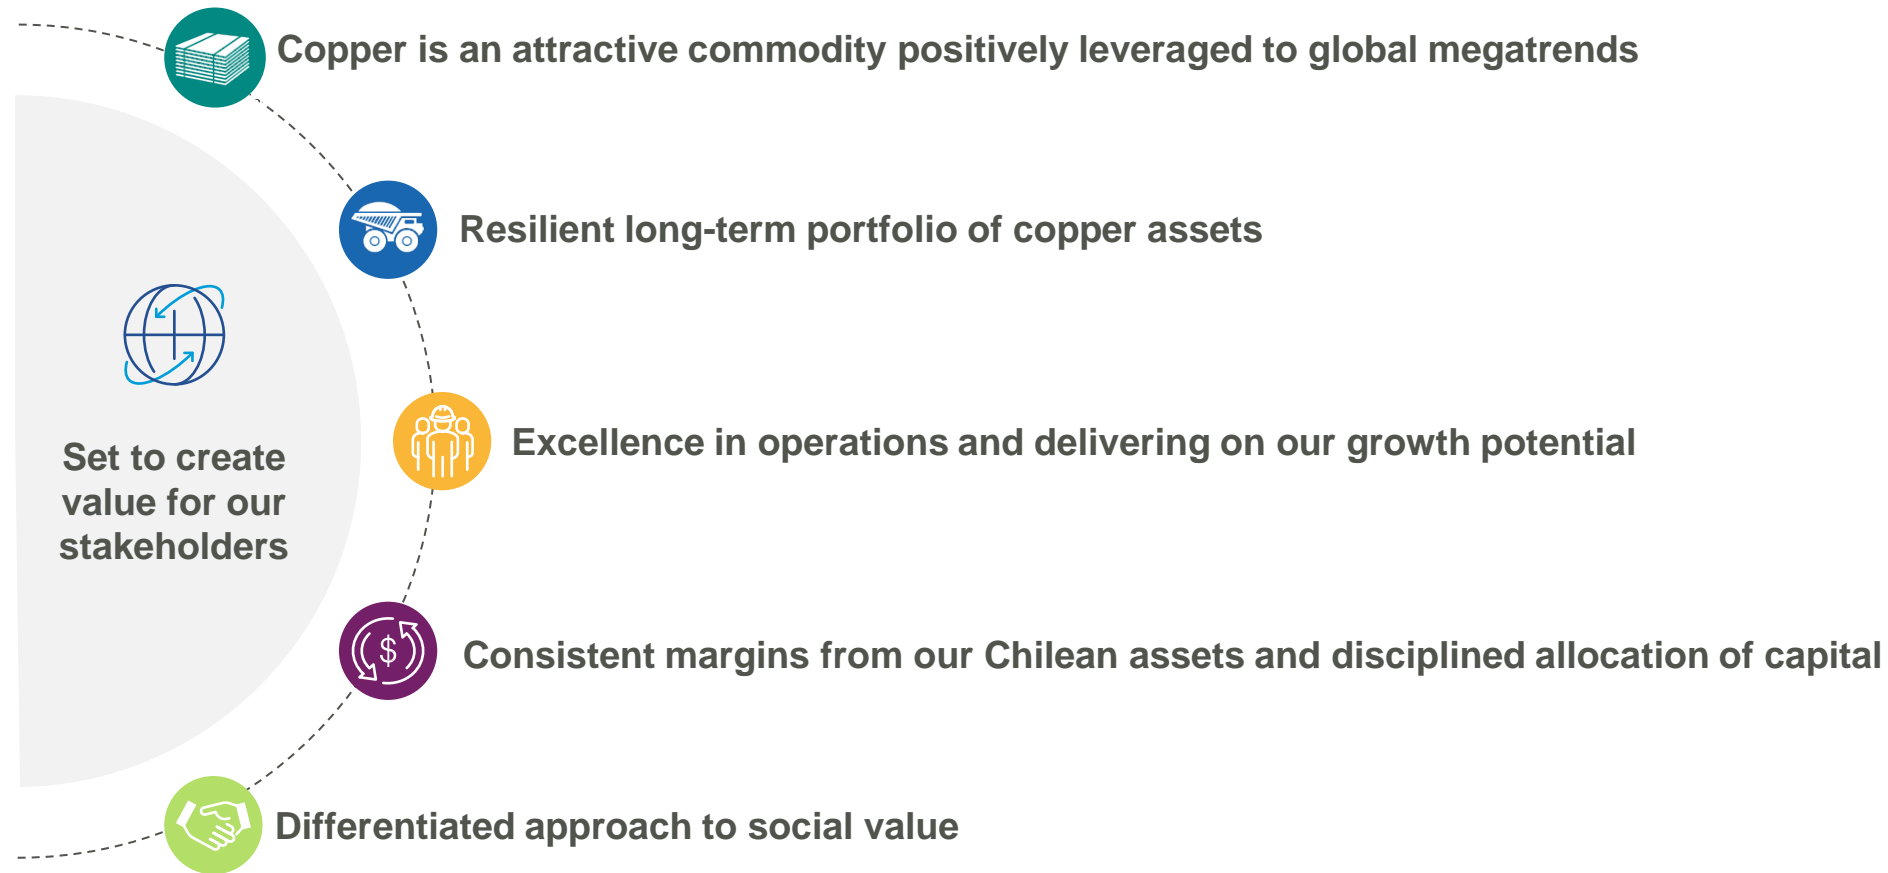 Copper is an attractive commodity positively leveraged to global megatrends
Resilient long-term portfolio of copper assets
Set to create
value for our
stakeholders
Excellence in operations and delivering on our growth potential
$
Consistent margins from our Chilean assets and disciplined allocation of capital
Differentiated approach to social value